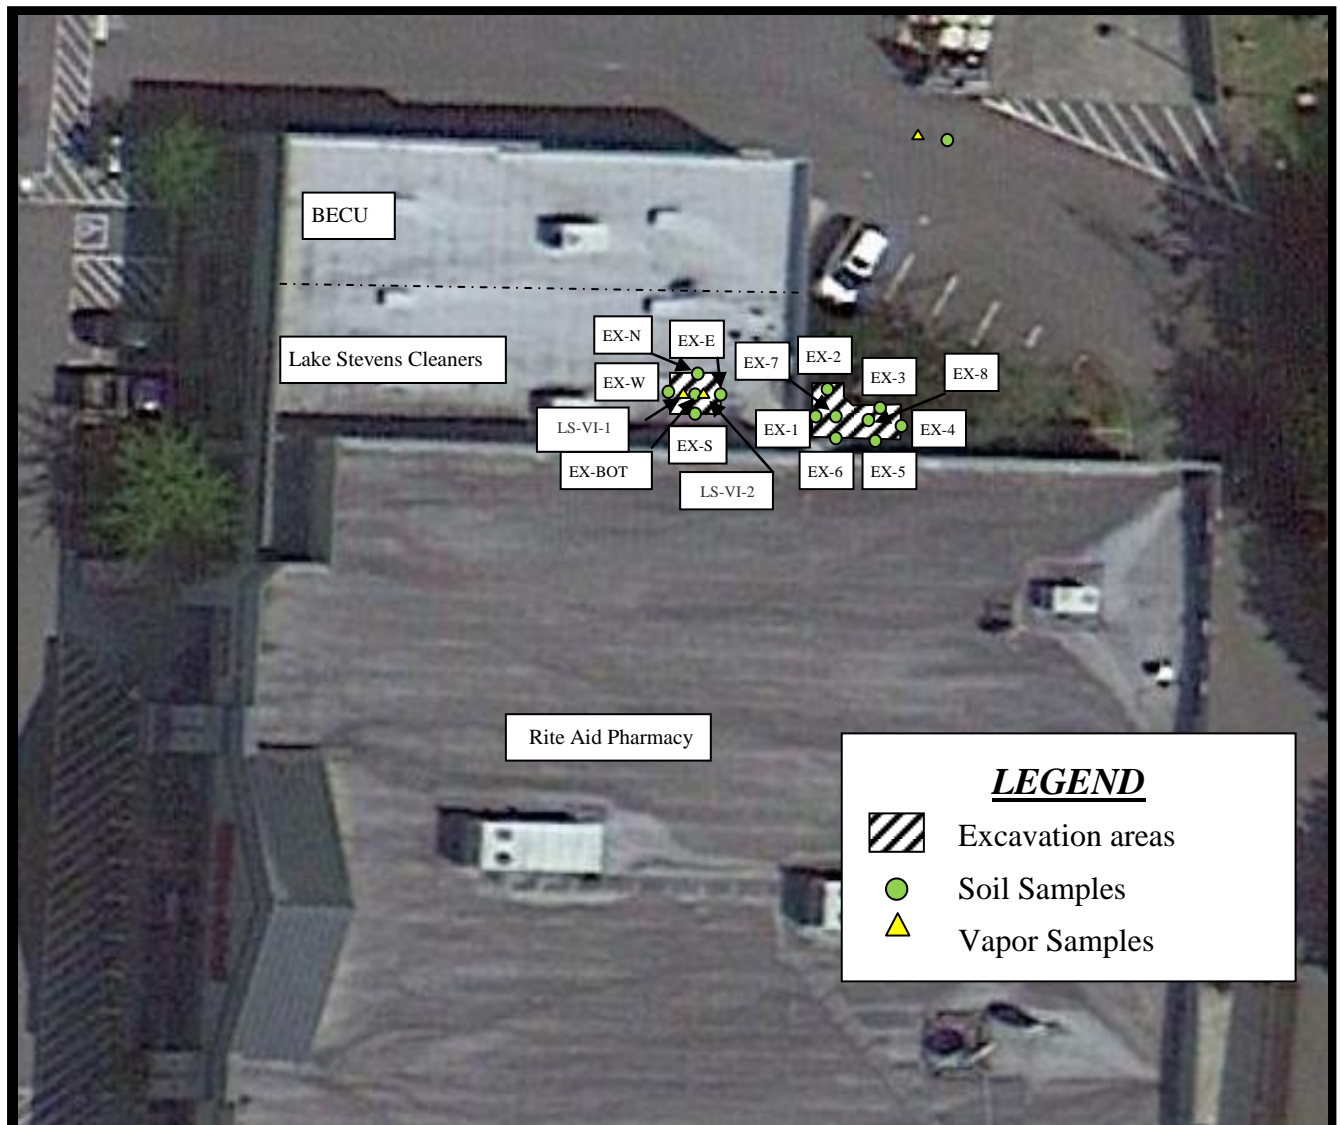 BECU
Lake Stevens Cleaners
EX-N
EX-E
EX-W
EX-7
EX-2
EX-3
EX-8
LS-VI-1
EX-S
EX-1
EX-4
EX-BOT
EX-6
EX-5
LS-VI-2
Rite Aid Pharmacy
LEGEND
Excavation areas
Soil Samples
Vapor Samples